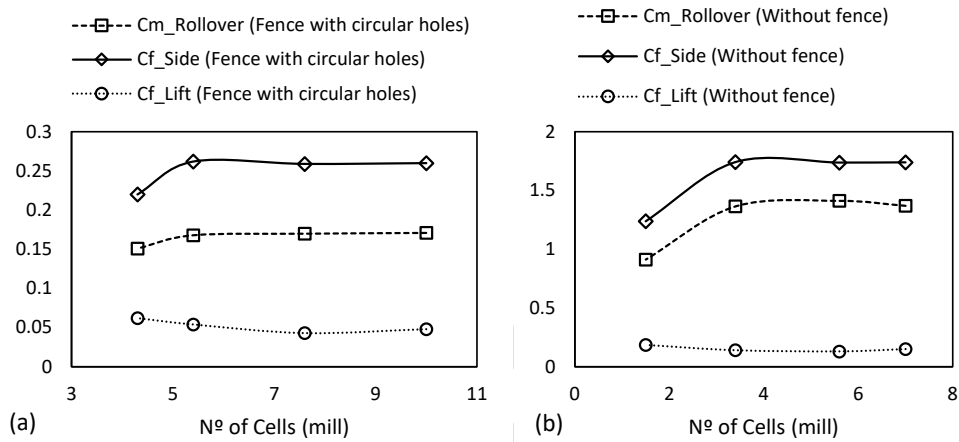 Cm_Rollover (Fence with circular holes)
Cf_Side (Fence with circular holes)
Cf_Lift (Fence with circular holes)
0.3
0.25
0.2
0.15
0.1
0.05
0
3 5 7 9 11
Nº of Cells (mill)
(a)
Cm_Rollover (Without fence)
Cf_Side (Without fence)
Cf_Lift (Without fence)
2
1.5
1
0.5
0
0 2 4 6 8
Nº of Cells (mill)
(b)